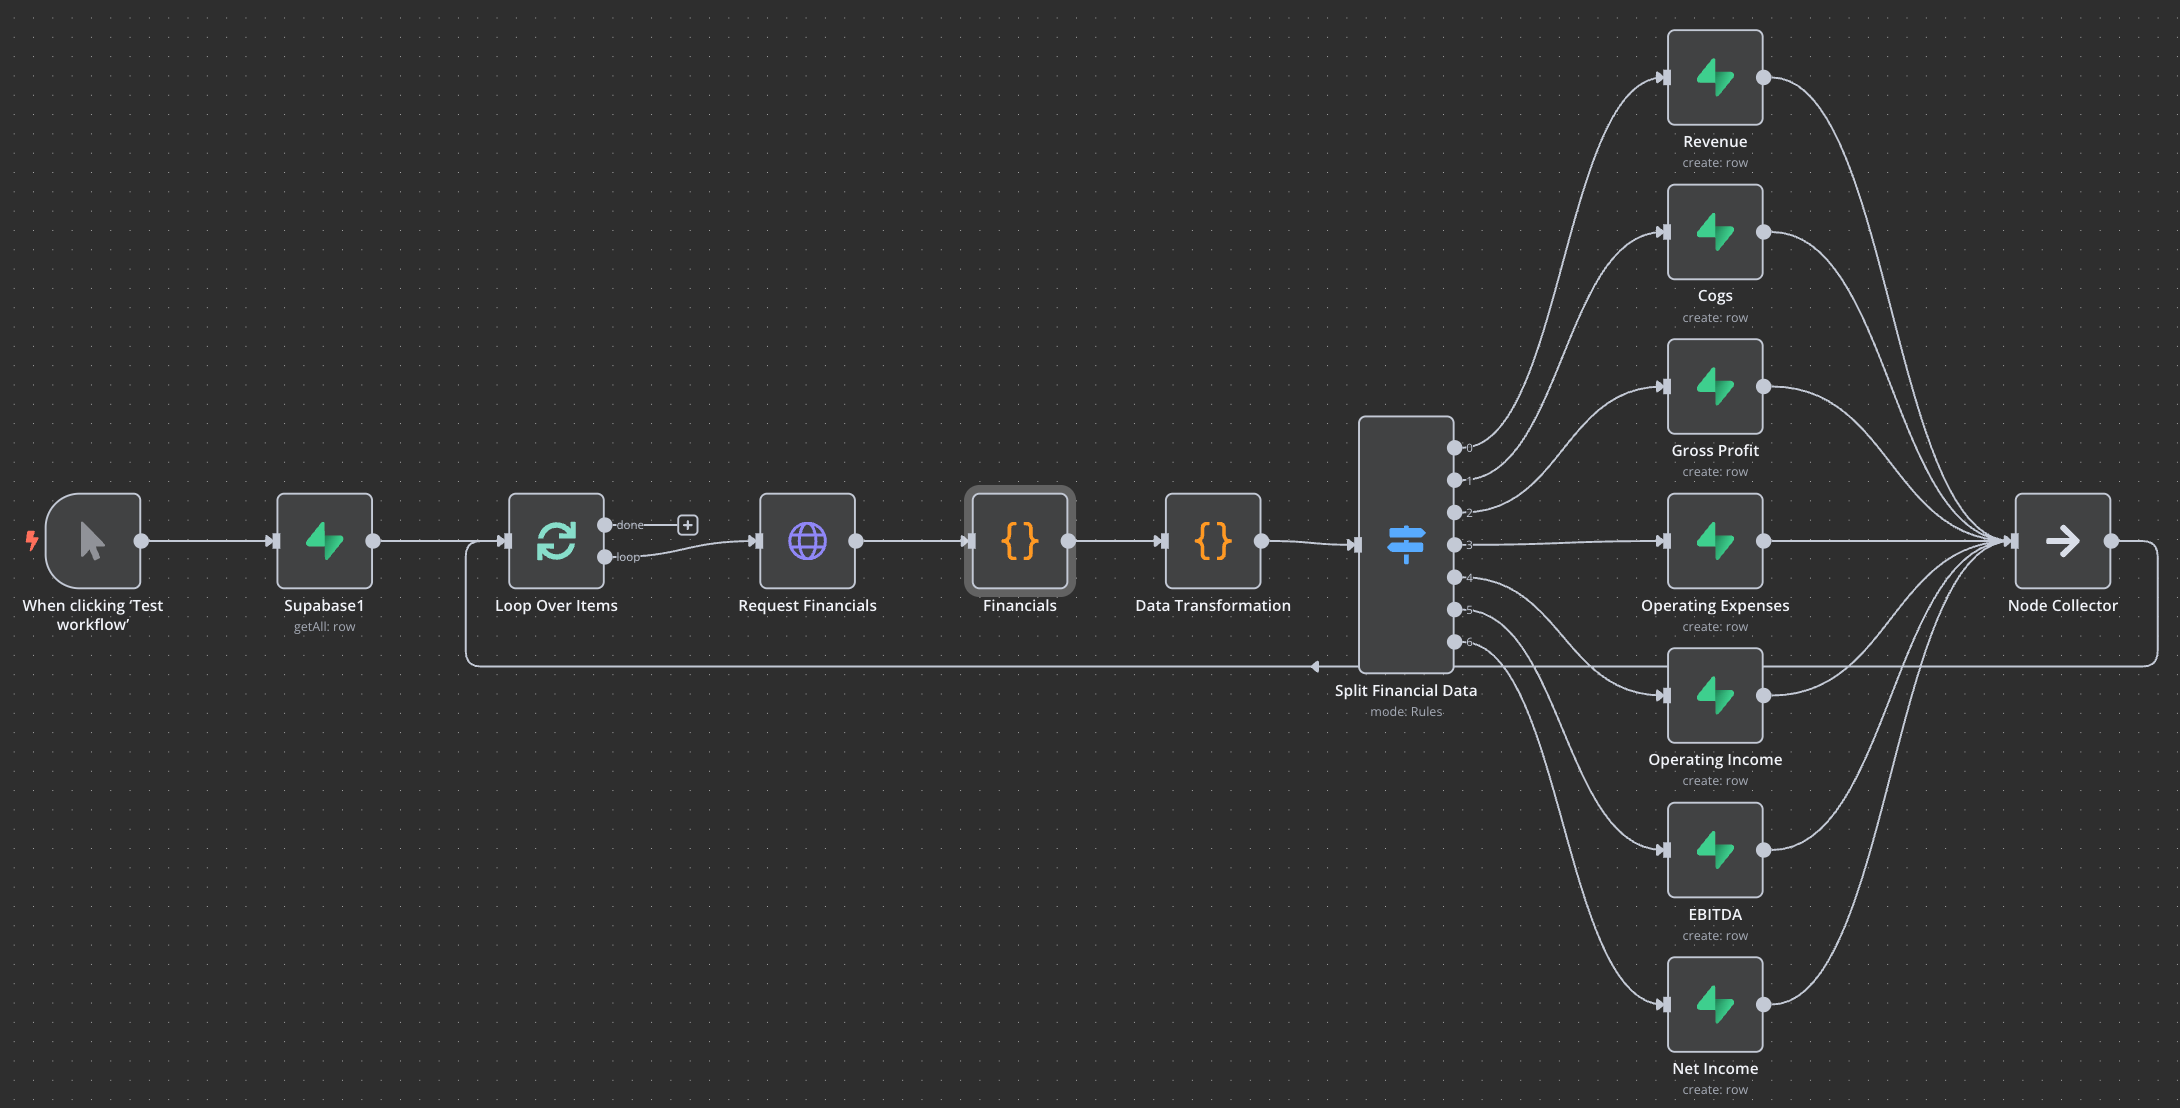 When clicking ‘Test
workflow’
Supabase1
getAll: row
Loop Over Items
done
loop
Request Financials
Financials
Data Transformation
Split Financial Data
mode: Rules
0
1
2
3
4
5
6
Revenue
create: row
Cogs
create: row
Gross Profit
create: row
Operating Expenses
create: row
Operating Income
create: row
EBITDA
create: row
Net Income
create: row
Node Collector